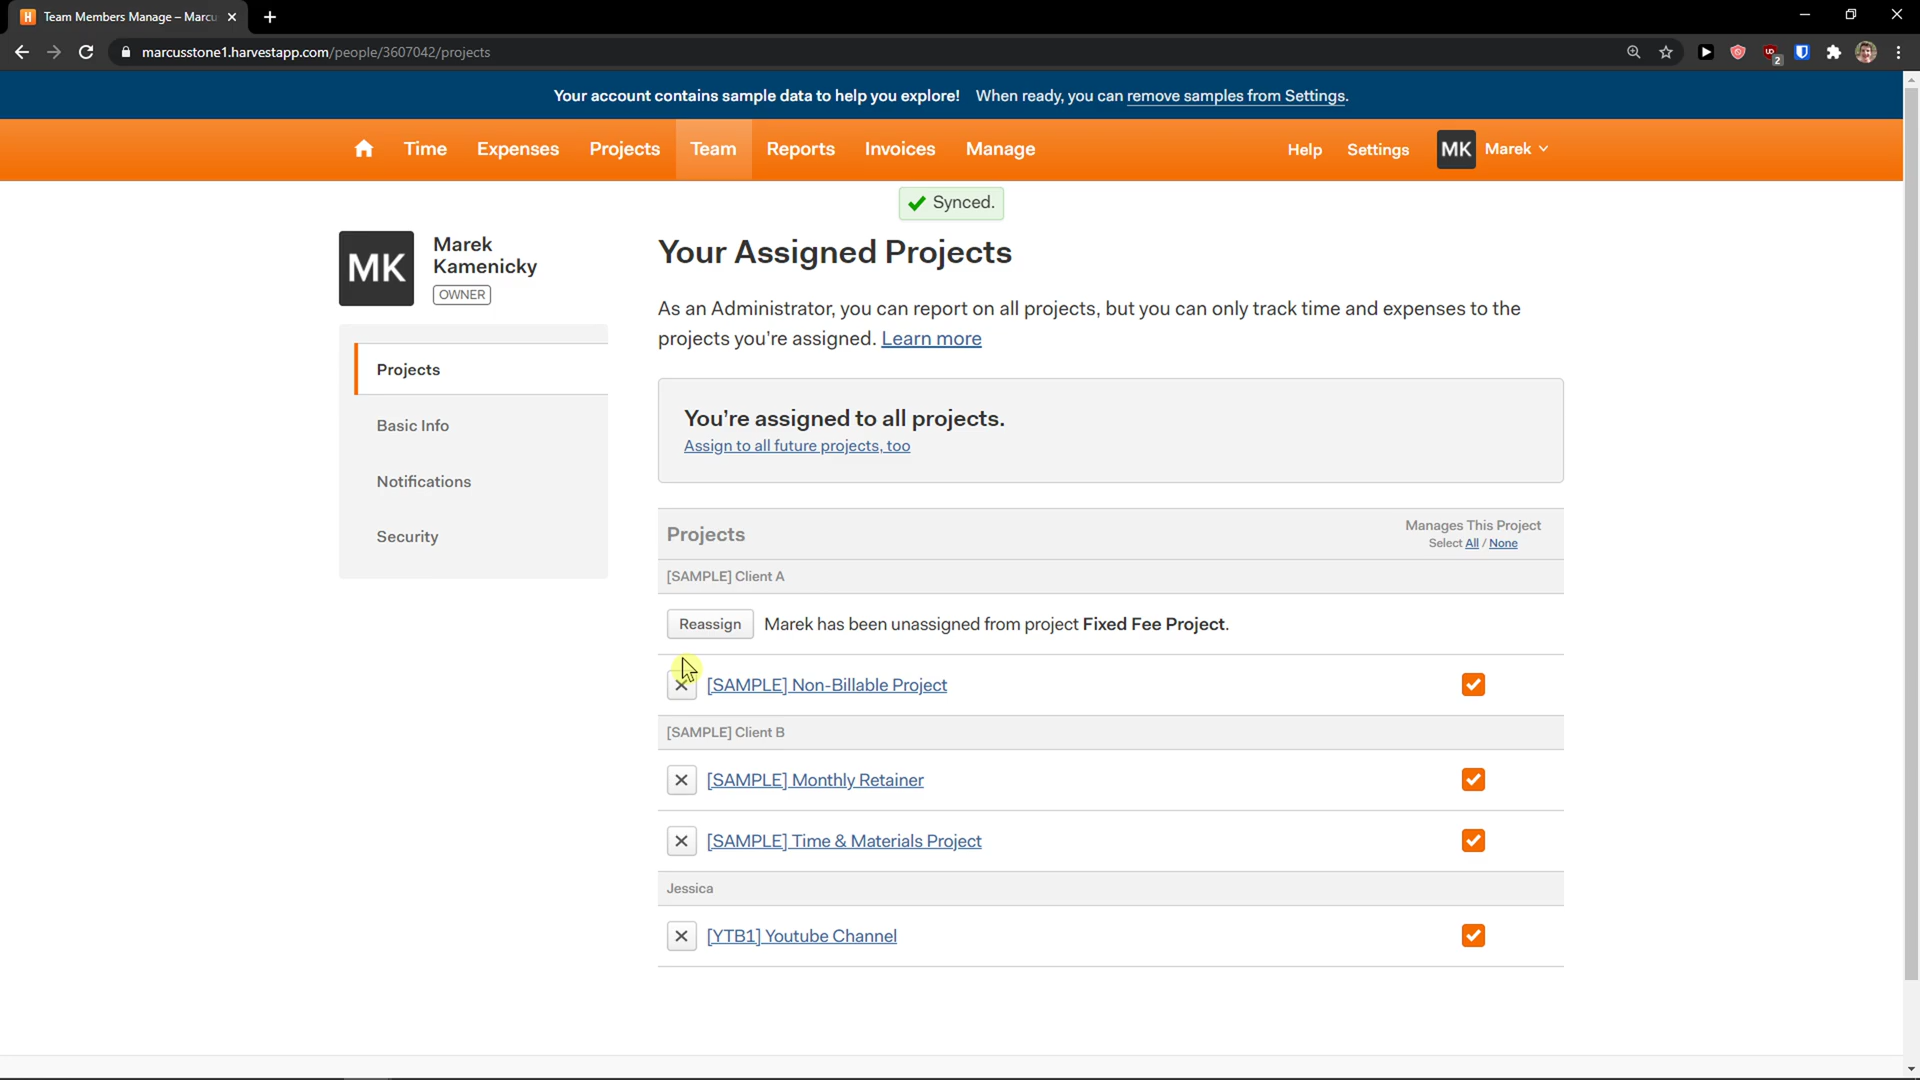 Team Members Manage – Marcu
marcusstone1.harvestapp.com/people/3607042/projects
2
Your account contains sample data to help you explore! When ready, you can remove samples from Settings.
Time Expenses Projects Team Reports Invoices Manage Help Settings MK Marek
Synced.
MK
Marek
Kamenicky
OWNER
Projects
Basic Info
Notifications
Security
Your Assigned Projects
As an Administrator, you can report on all projects, but you can only track time and expenses to the
projects you're assigned. Learn more
You're assigned to all projects.
Assign to all future projects, too
Projects
Manages This Project
Select All / None
[SAMPLE] Client A
Reassign Marek has been unassigned from project Fixed Fee Project.
[SAMPLE] Non-Billable Project
[SAMPLE] Client B
[SAMPLE] Monthly Retainer
[SAMPLE] Time & Materials Project
Jessica
[YTB1] Youtube Channel